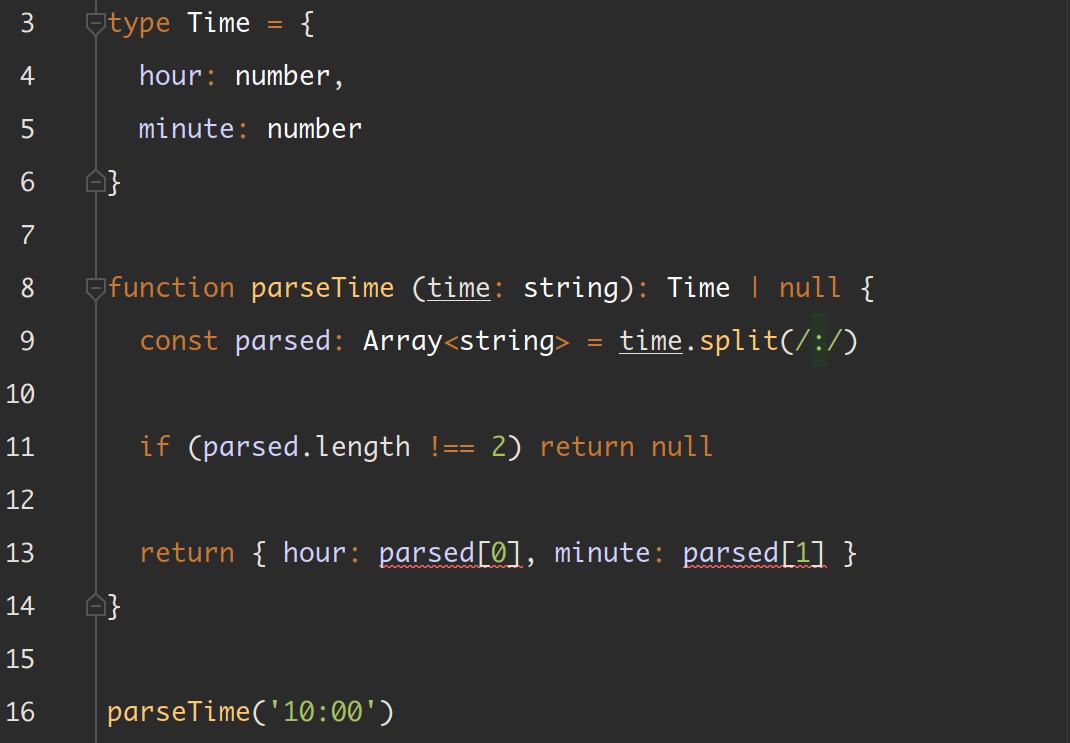 3 type Time = {
4   hour: number,
5   minute: number
6 }
7
8 function parseTime (time: string): Time | null {
9   const parsed: Array<string> = time.split(/:/)
10
11   if (parsed.length !== 2) return null
12
13   return { hour: parsed[0], minute: parsed[1] }
14 }
15
16 parseTime('10:00')